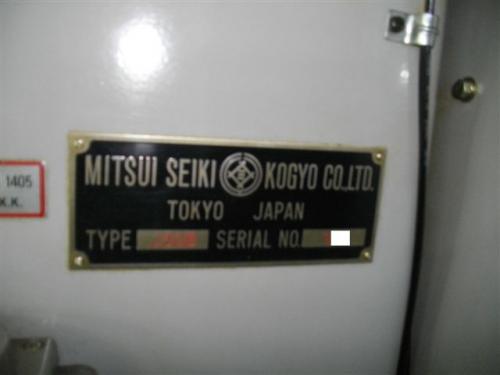 MITSUI SEIKI KOGYO CO.,LTD.
TOKYO JAPAN
TYPE SERIAL NO.
1405
K.K.